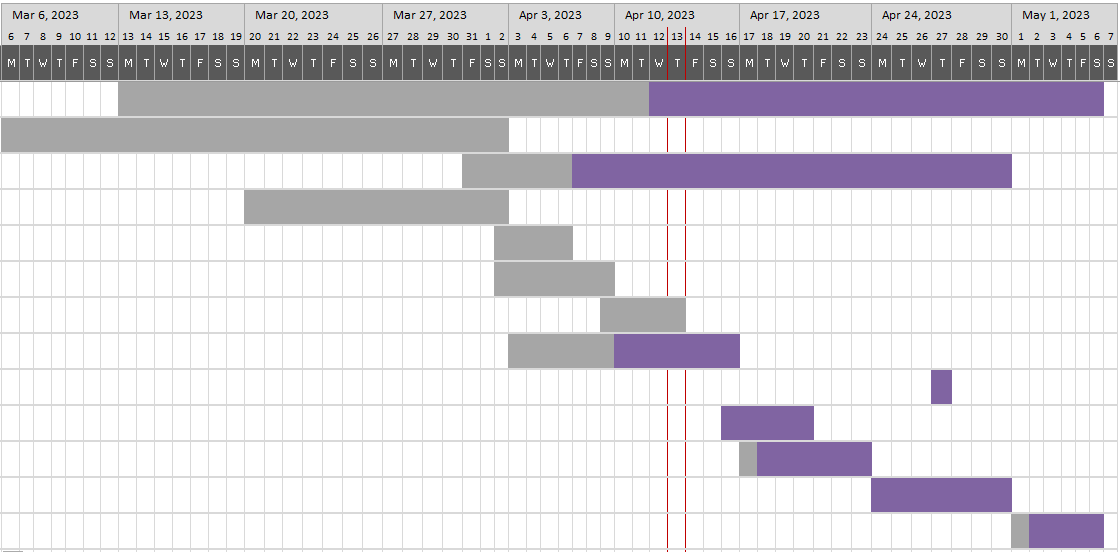 Mar 6, 2023 Mar 13, 2023 Mar 20, 2023 Mar 27, 2023 Apr 3, 2023 Apr 10, 2023 Apr 17, 2023 Apr 24, 2023 May 1, 2023
6 7 8 9 10 11 12 13 14 15 16 17 18 19 20 21 22 23 24 25 26 27 28 29 30 31 1 2 3 4 5 6 7 8 9 10 11 12 13 14 15 16 17 18 19 20 21 22 23 24 25 26 27 28 29 30 1 2 3 4 5 6 7
M T W T F S S M T W T F S S M T W T F S S M T W T F S S M T W T F S S M T W T F S S M T W T F S S M T W T F S S M T W T F S S